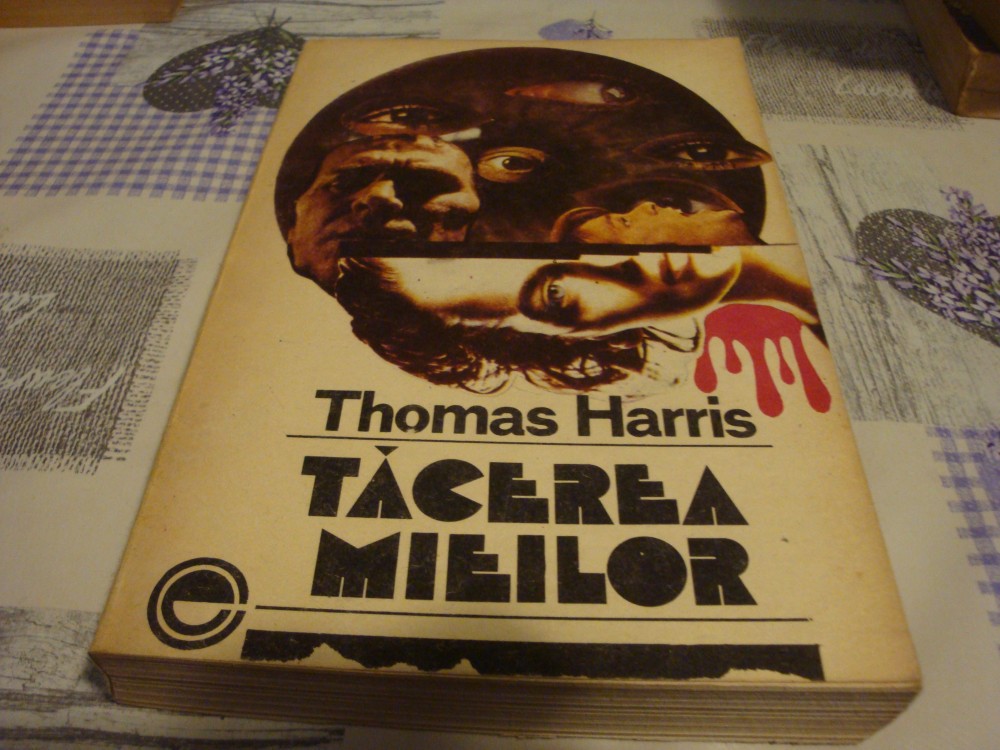 Thomas Harris
TĂCEREA
MIEILOR
e